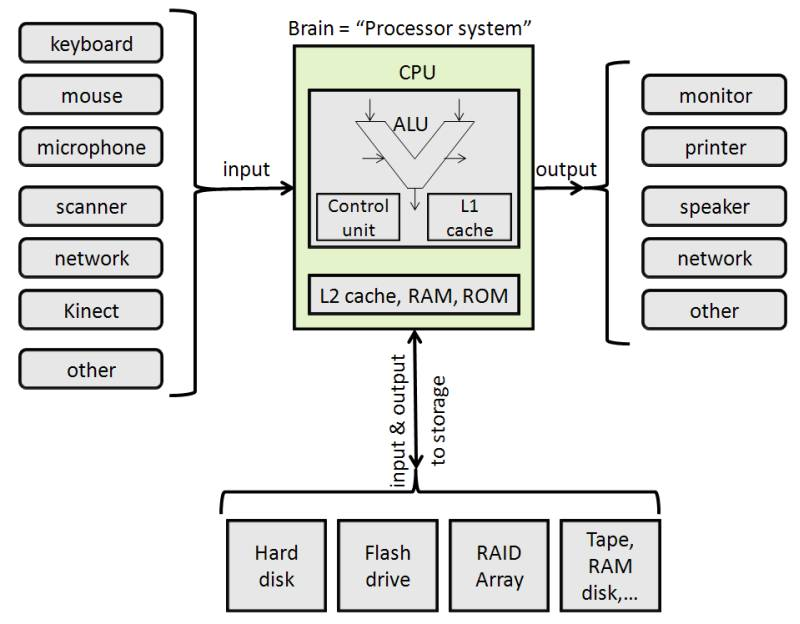 Brain = “Processor system”
keyboard
mouse
microphone
scanner
network
Kinect
other
input
CPU
ALU
Control
unit
L1
cache
L2 cache, RAM, ROM
output
monitor
printer
speaker
network
other
input & output
to storage
Hard
disk
Flash
drive
RAID
Array
Tape,
RAM
disk,...